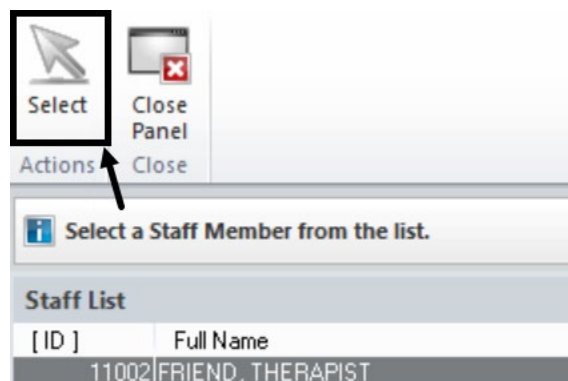 Select Close
Panel
Actions Close
Select a Staff Member from the list.
Staff List
[ ID ] Full Name
11002 FRIEND, THERAPIST